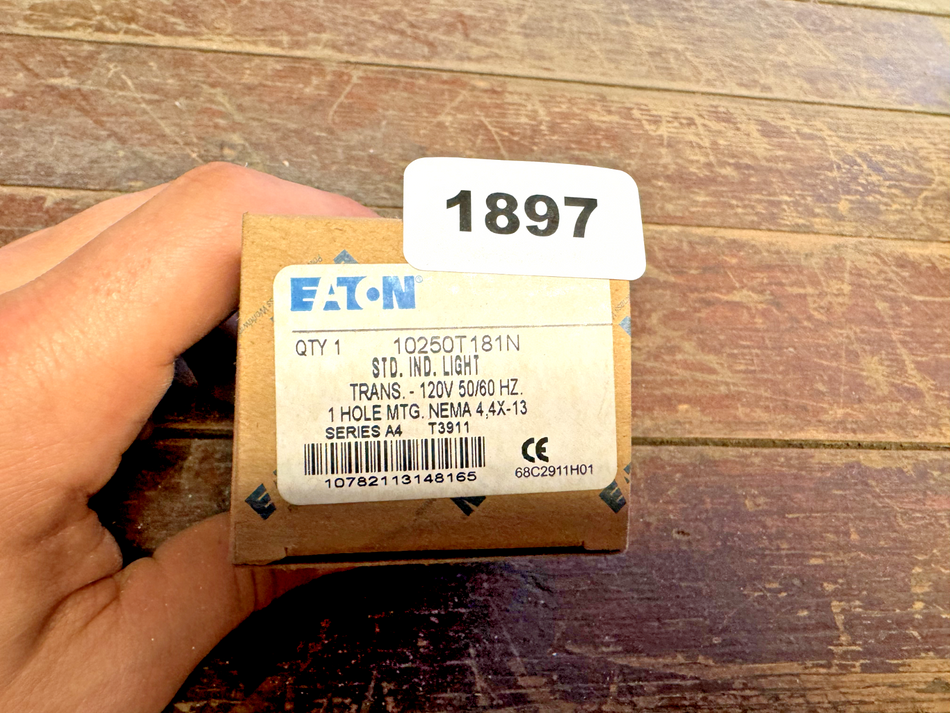 1897
EATON
QTY 1 10250T181N
STD. IND. LIGHT
TRANS. - 120V 50/60 HZ.
1 HOLE MTG. NEMA 4,4X-13
SERIES A4 T3911
CE
10782113148165
68C2911H01